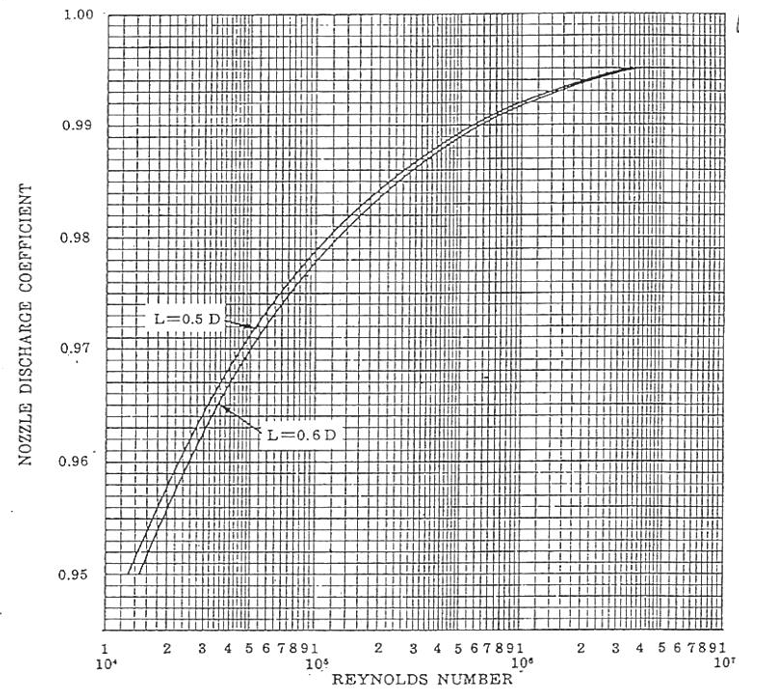 1.00
0.99
0.98
0.97
0.96
0.95
NOZZLE DISCHARGE COEFFICIENT
L=0.5 D
L=0.6 D
1 2 3 4 5 6 7 8 9 1 2 3 4 5 6 7 8 9 1 2 3 4 5 6 7 8 9 1
10⁴ 10⁵ 10⁶ 10⁷
REYNOLDS NUMBER